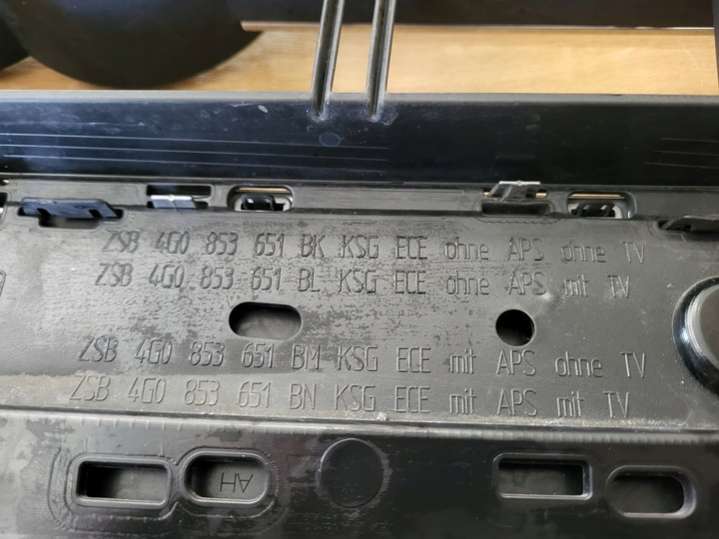 ZSB 4G0 853 651 BK KSG ECE ohne APS ohne TV
ZSB 4G0 853 651 BL KSG ECE ohne APS mit TV
ZSB 4G0 853 651 BM KSG ECE mit APS ohne TV
ZSB 4G0 853 651 BN KSG ECE mit APS mit TV
AH